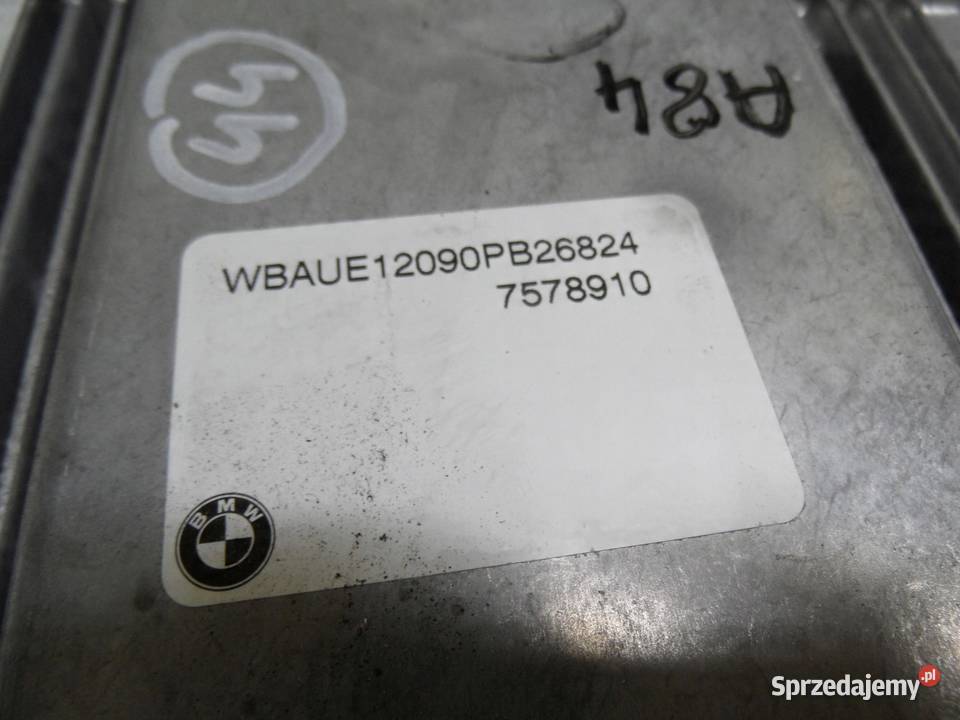 44
A84
WBAUE12090PB26824
7578910
BMW
Sprzedajemy.pl